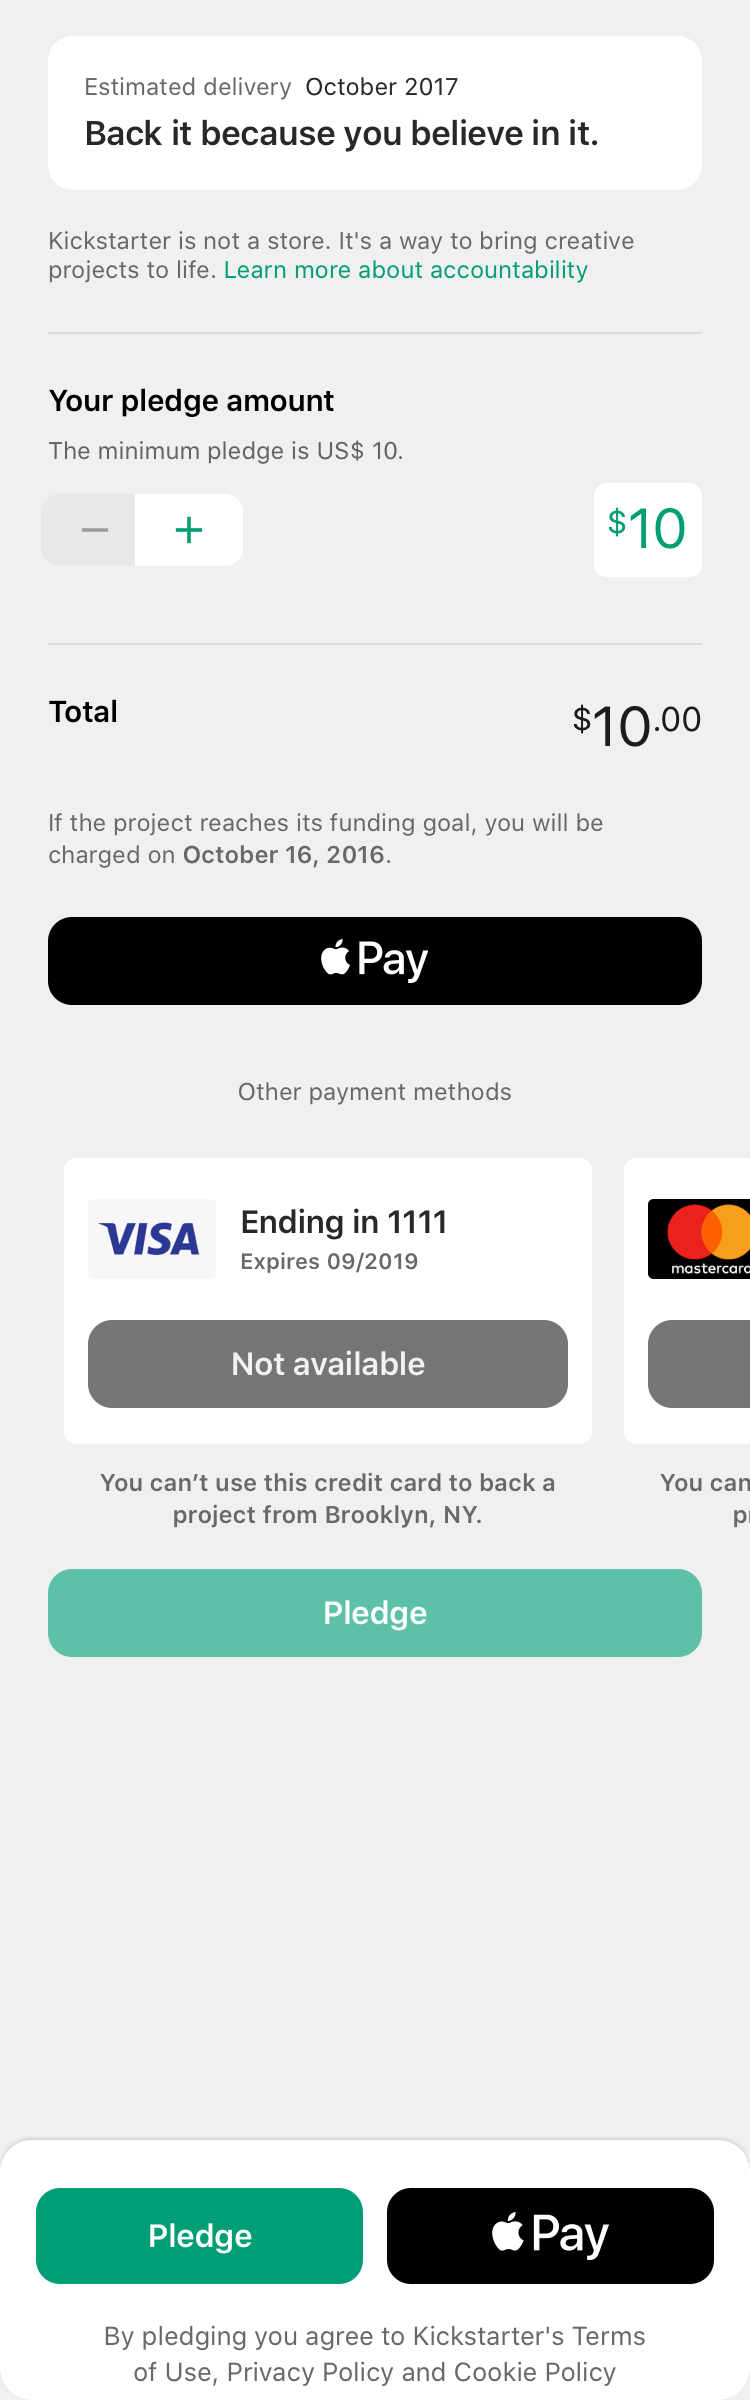 Estimated delivery October 2017
Back it because you believe in it.
Kickstarter is not a store. It's a way to bring creative
projects to life. Learn more about accountability
Your pledge amount
The minimum pledge is US$ 10.
− +
$10
Total
$10.00
If the project reaches its funding goal, you will be
charged on October 16, 2016.
Pay
Other payment methods
VISA
Ending in 1111
Expires 09/2019
Not available
You can’t use this credit card to back a
project from Brooklyn, NY.
mastercard
You can
Pledge
Pledge
Pay
By pledging you agree to Kickstarter's Terms
of Use, Privacy Policy and Cookie Policy